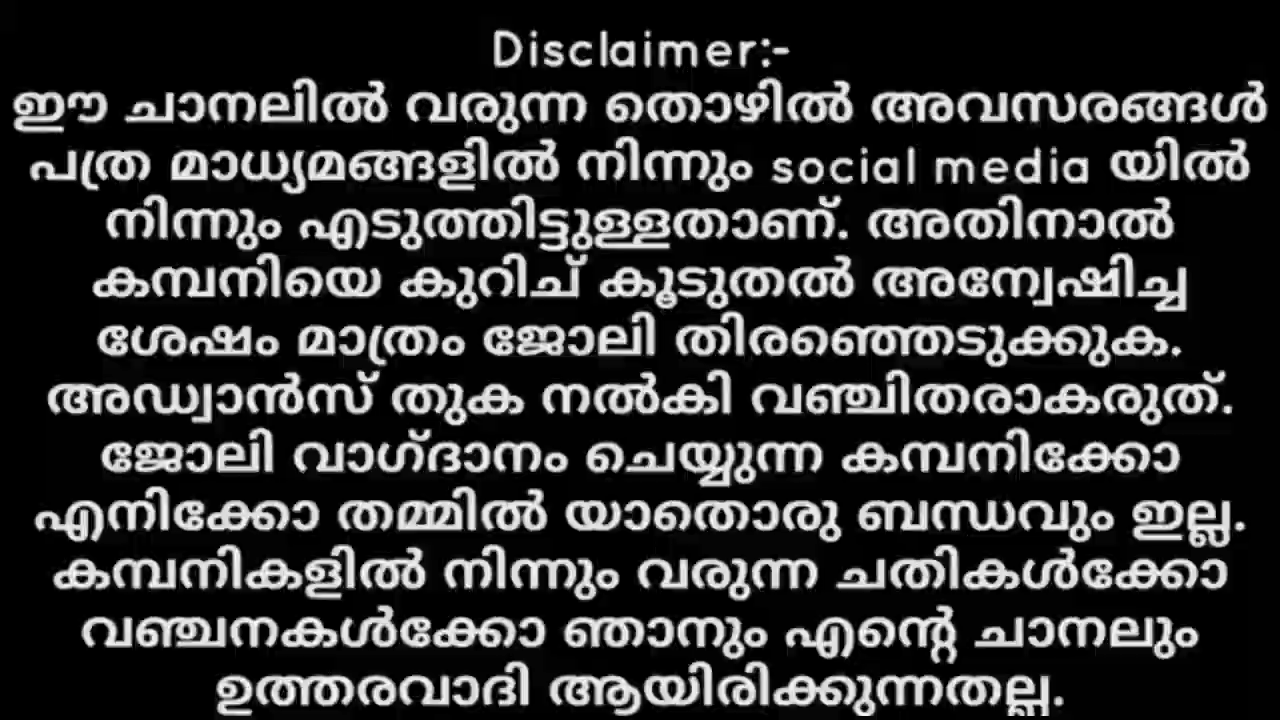 Disclaimer:-
ഈ ചാനലിൽ വരുന്ന തൊഴിൽ അവസരങ്ങൾ
പത്ര മാധ്യമങ്ങളിൽ നിന്നും social media യിൽ
നിന്നും എടുത്തിട്ടുള്ളതാണ്. അതിനാൽ
കമ്പനിയെ കുറിച് കൂടുതൽ അന്വേഷിച്ച
ശേഷം മാത്രം ജോലി തിരഞ്ഞെടുക്കുക.
അഡ്വാൻസ് തുക നൽകി വഞ്ചിതരാകരുത്.
ജോലി വാഗ്ദാനം ചെയ്യുന്ന കമ്പനിക്കോ
എനിക്കോ തമ്മിൽ യാതൊരു ബന്ധവും ഇല്ല.
കമ്പനികളിൽ നിന്നും വരുന്ന ചതികൾക്കോ
വഞ്ചനകൾക്കോ ഞാനും എന്റെ ചാനലും
ഉത്തരവാദി ആയിരിക്കുന്നതല്ല.